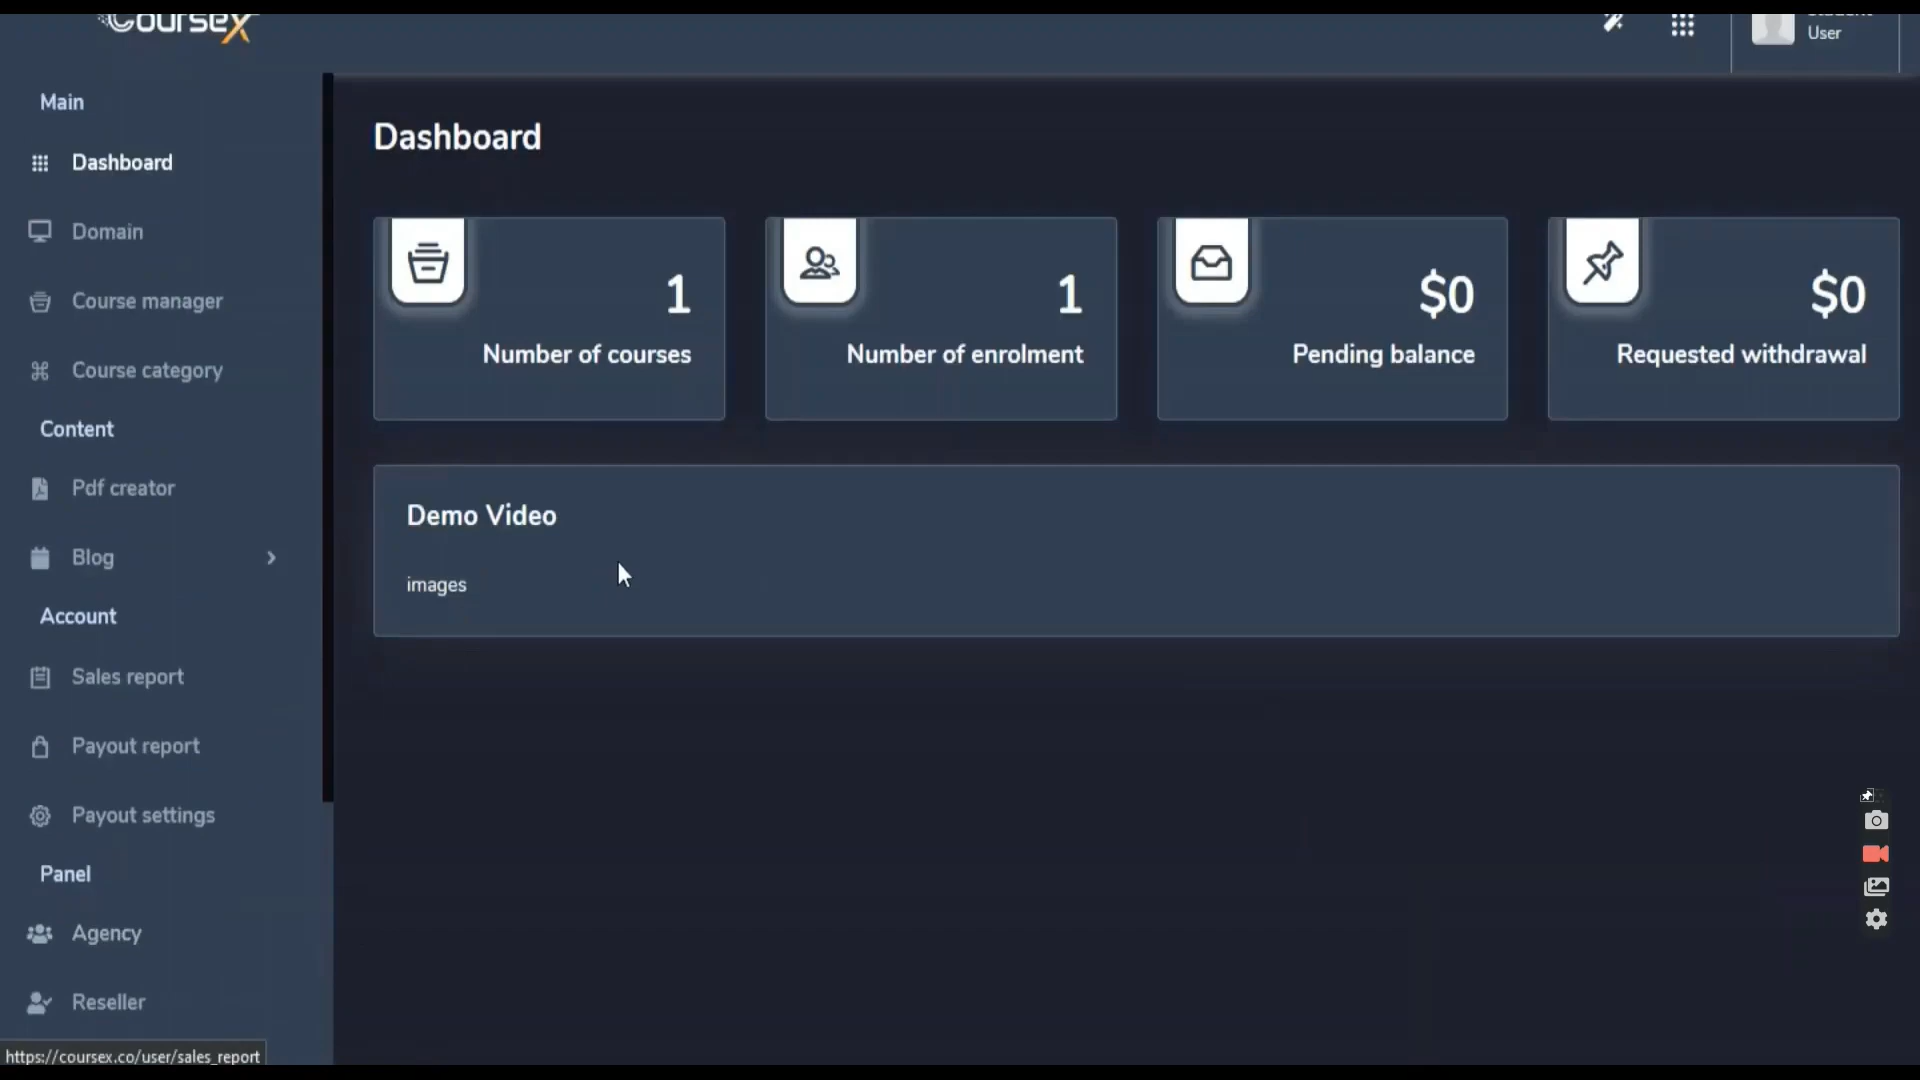 CourseX
User
Main
Dashboard
Domain
Course manager
Course category
Content
Pdf creator
Blog
Account
Sales report
Payout report
Payout settings
Panel
Agency
Reseller
https://coursex.co/user/sales_report
Dashboard
1
Number of courses
1
Number of enrolment
$0
Pending balance
$0
Requested withdrawal
Demo Video
images